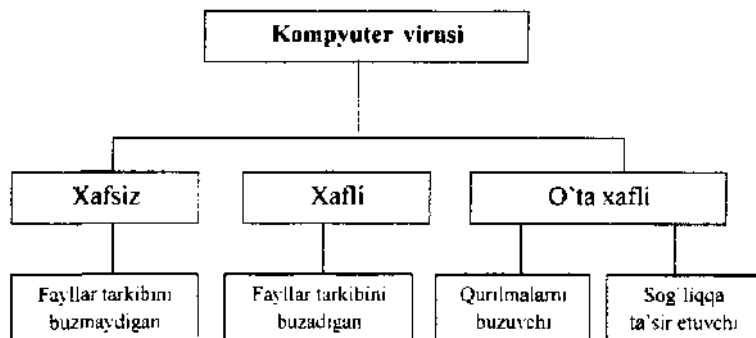 Kompyuter virusi
Xafsiz
Xafli
O`ta xafli
Fayllar tarkibini
buzmaydigan
Fayllar tarkibini
buzadigan
Qurilmalarni
buzuvchi
Sog`liqqa
ta'sir etuvchi